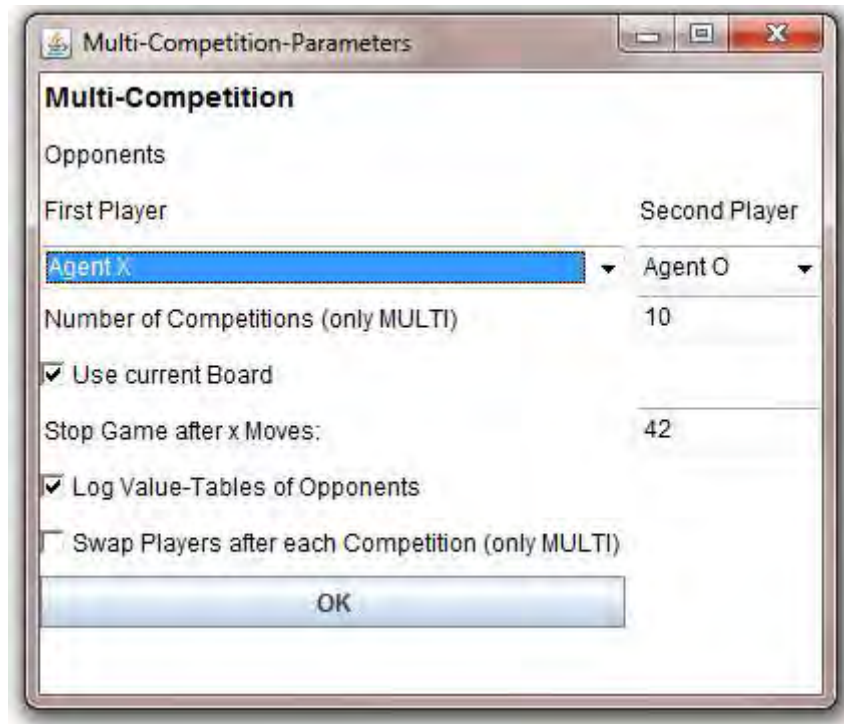 Multi-Competition-Parameters
Multi-Competition
Opponents
First Player Second Player
Agent X Agent O
Number of Competitions (only MULTI) 10
Use current Board
Stop Game after x Moves: 42
Log Value-Tables of Opponents
Swap Players after each Competition (only MULTI)
OK